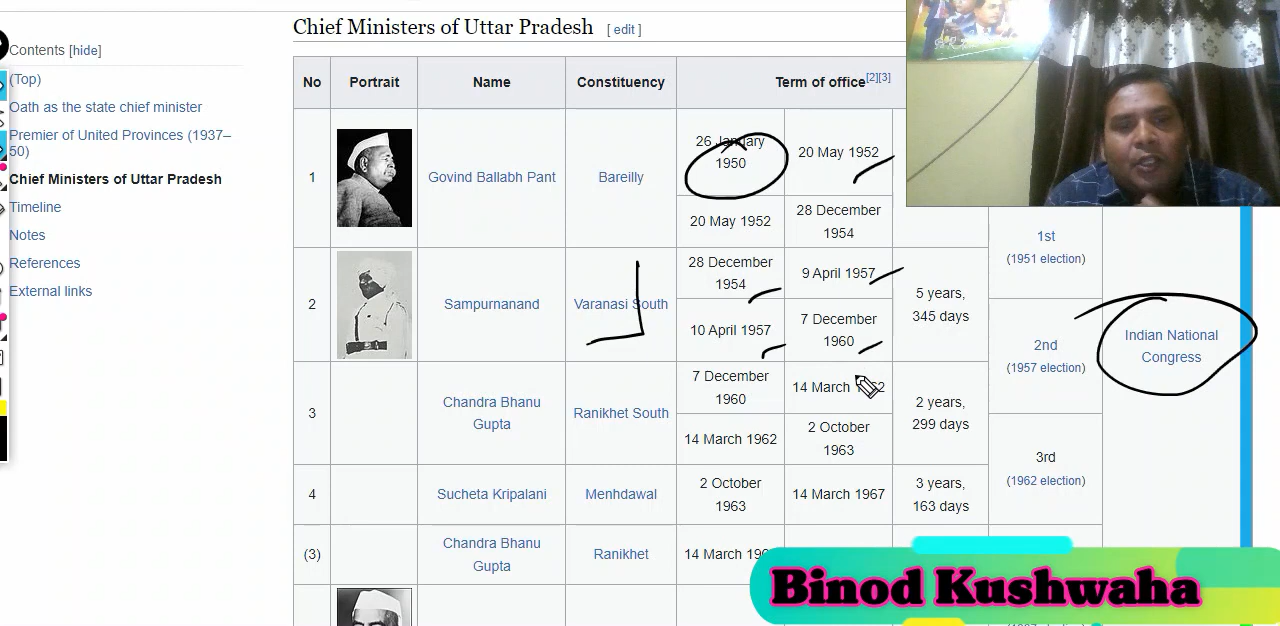 Chief Ministers of Uttar Pradesh [ edit ]
Contents [hide]
(Top)
Oath as the state chief minister
Premier of United Provinces (1937–
50)
Chief Ministers of Uttar Pradesh
Timeline
Notes
References
External links
No Portrait Name Constituency Term of office[2][3]
1 Govind Ballabh Pant Bareilly
26 January
1950
20 May 1952
20 May 1952
28 December
1954
1st
(1951 election)
2 Sampurnanand Varanasi South
28 December
1954
9 April 1957
10 April 1957
7 December
1960
5 years,
345 days
2nd
(1957 election)
Indian National
Congress
3
Chandra Bhanu
Gupta
Ranikhet South
7 December
1960
14 March
14 March 1962
2 October
1963
2 years,
299 days
3rd
(1962 election)
4 Sucheta Kripalani Menhdawal
2 October
1963
14 March 1967
3 years,
163 days
(3)
Chandra Bhanu
Gupta
Ranikhet
14 March
Binod Kushwaha